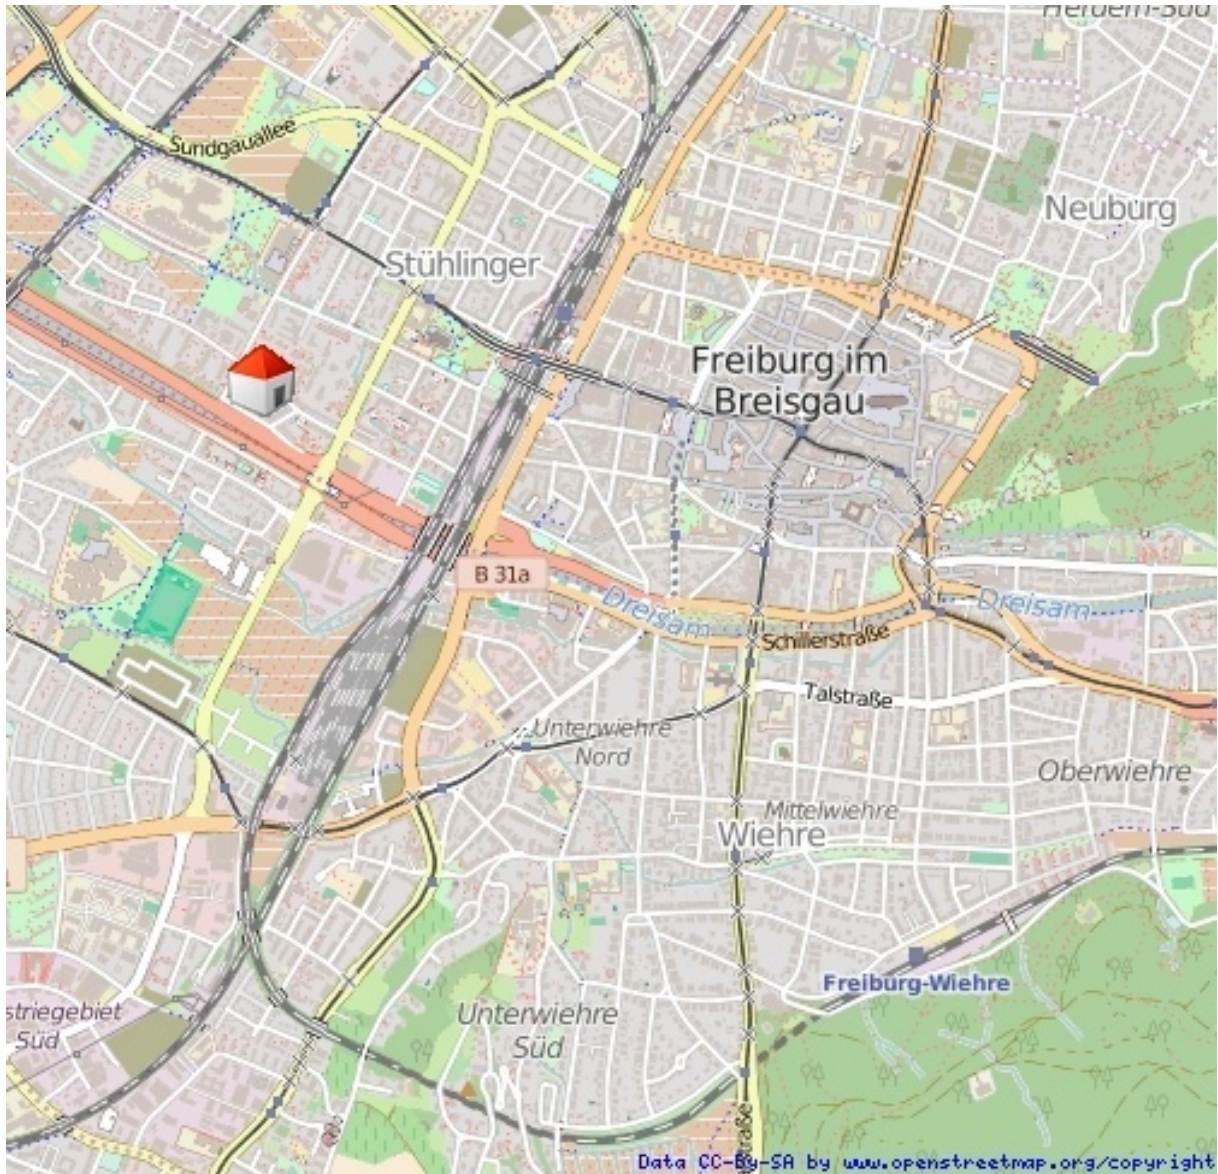 Herdern-Süd
Sundgauallee
Neuburg
Stühlinger
Freiburg im
Breisgau
B 31a
Dreisam
Dreisam
Schillerstraße
Talstraße
Unterwiehre
Nord
Oberwiehre
Mittelwiehre
Wiehre
Freiburg-Wiehre
striegebiet
Süd
Unterwiehre
Süd
traße
Data CC-By-SA by www.openstreetmap.org/copyright